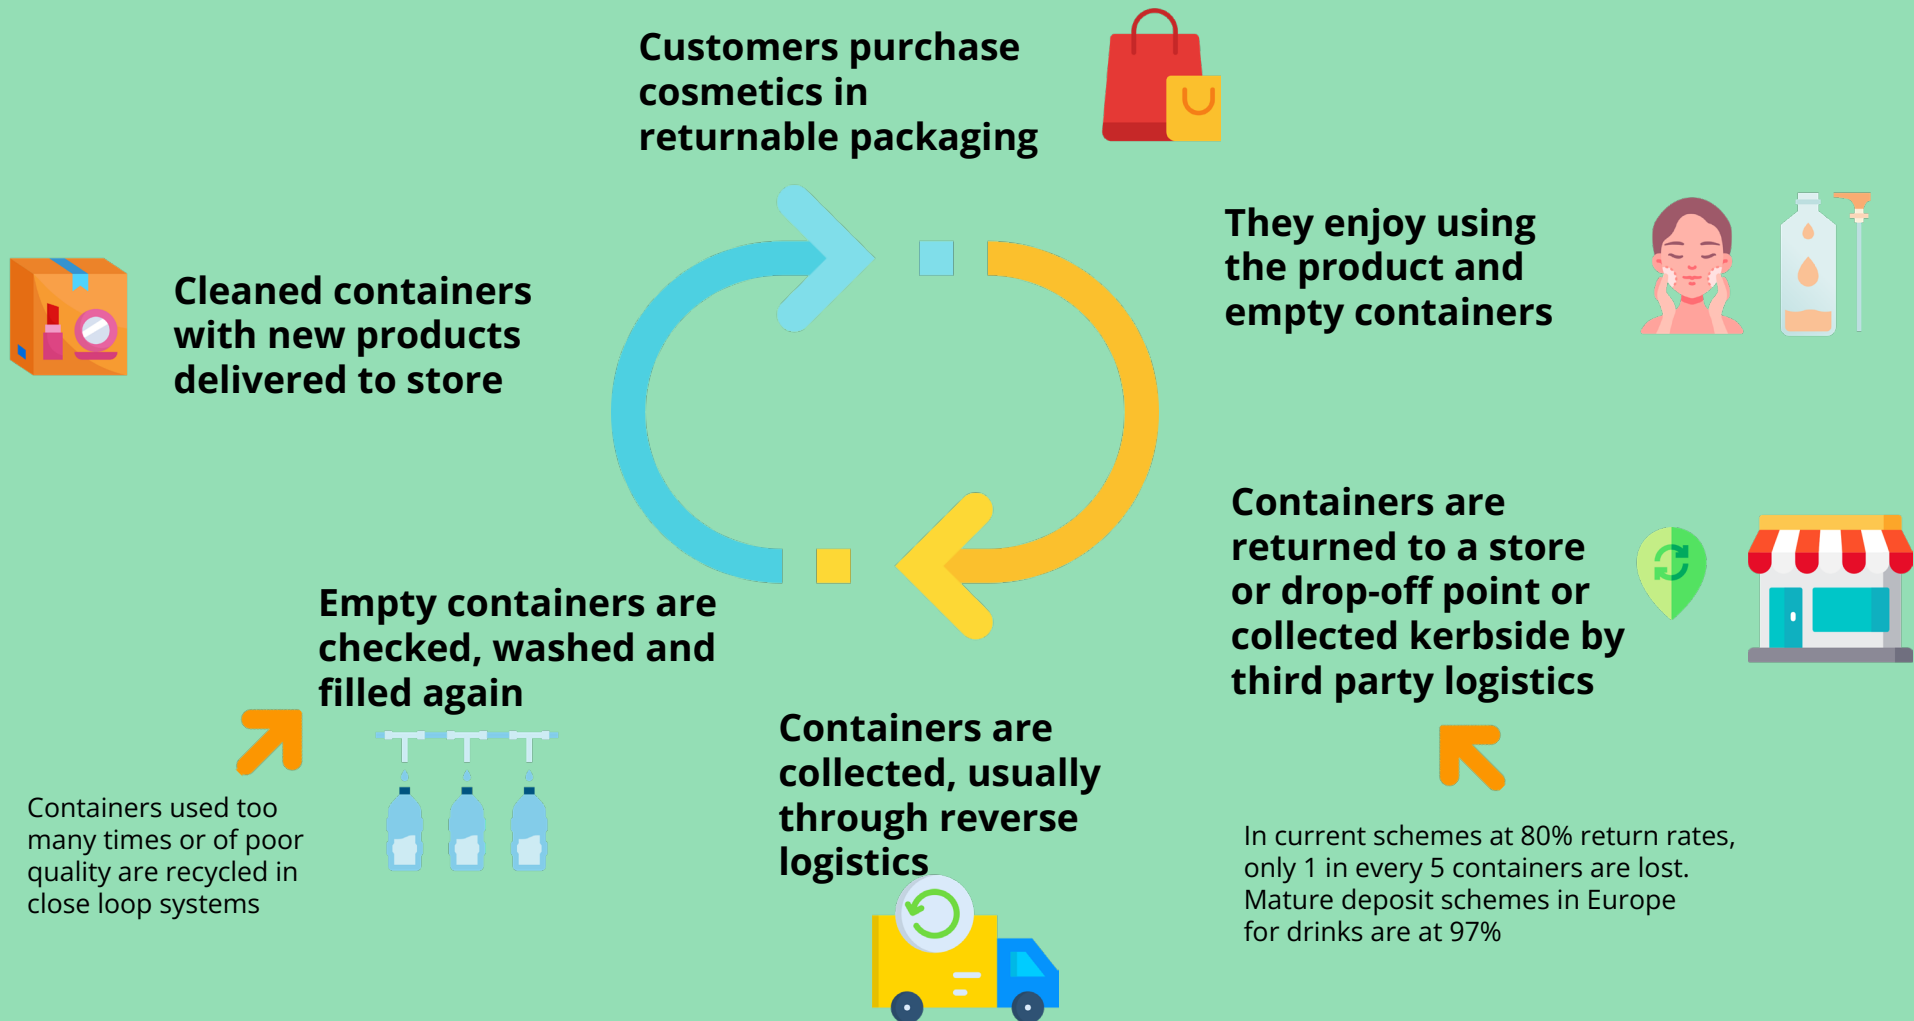 Customers purchase
cosmetics in
returnable packaging
They enjoy using
the product and
empty containers
Containers are
returned to a store
or drop-off point or
collected kerbside by
third party logistics
In current schemes at 80% return rates,
only 1 in every 5 containers are lost.
Mature deposit schemes in Europe
for drinks are at 97%
Containers are
collected, usually
through reverse
logistics
Empty containers are
checked, washed and
filled again
Containers used too
many times or of poor
quality are recycled in
close loop systems
Cleaned containers
with new products
delivered to store